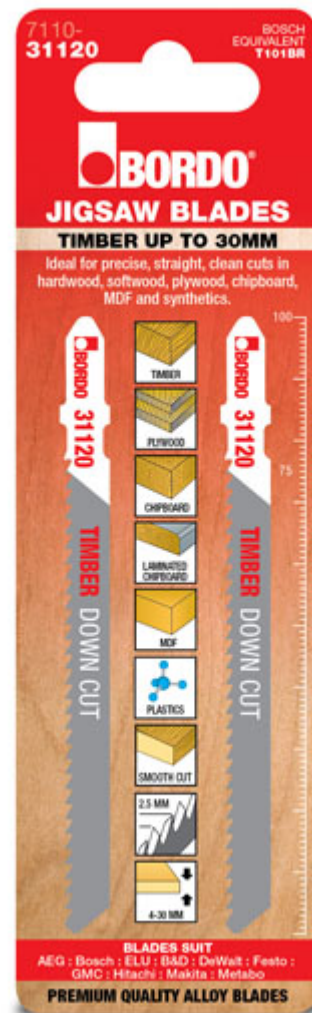 7110-
31120
BOSCH
EQUIVALENT
T101BR
BORDO®
JIGSAW BLADES
TIMBER UP TO 30MM
Ideal for precise, straight, clean cuts in
hardwood, softwood, plywood, chipboard,
MDF and synthetics.
100
75
BORDO 31120
TIMBER DOWN CUT
TIMBER
PLYWOOD
CHIPBOARD
LAMINATED
CHIPBOARD
MDF
PLASTICS
SMOOTH CUT
2.5 MM
4-30 MM
BORDO 31120
TIMBER DOWN CUT
BLADES SUIT
AEG : Bosch : ELU : B&D : DeWalt : Festo :
GMC : Hitachi : Makita : Metabo
PREMIUM QUALITY ALLOY BLADES